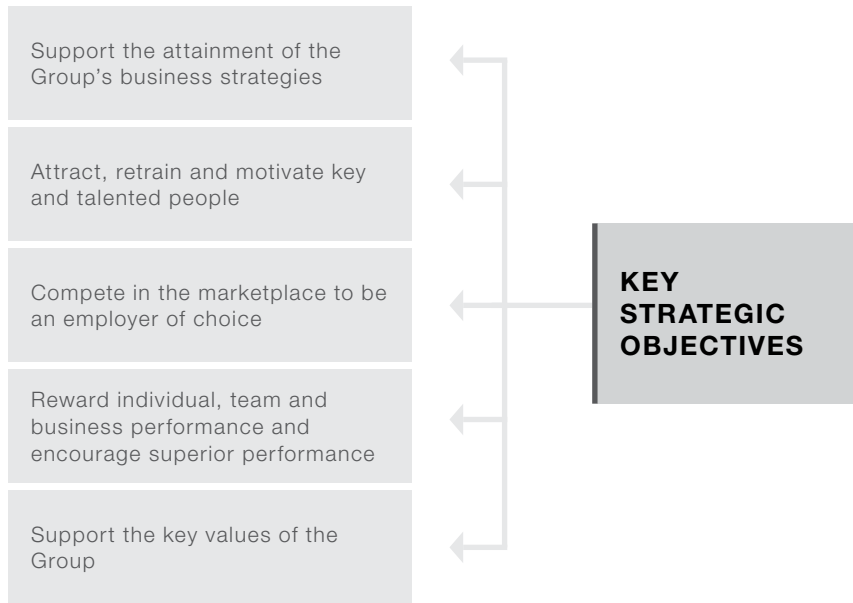 Support the attainment of the
Group's business strategies
Attract, retrain and motivate key
and talented people
Compete in the marketplace to be
an employer of choice
Reward individual, team and
business performance and
encourage superior performance
Support the key values of the
Group
KEY
STRATEGIC
OBJECTIVES